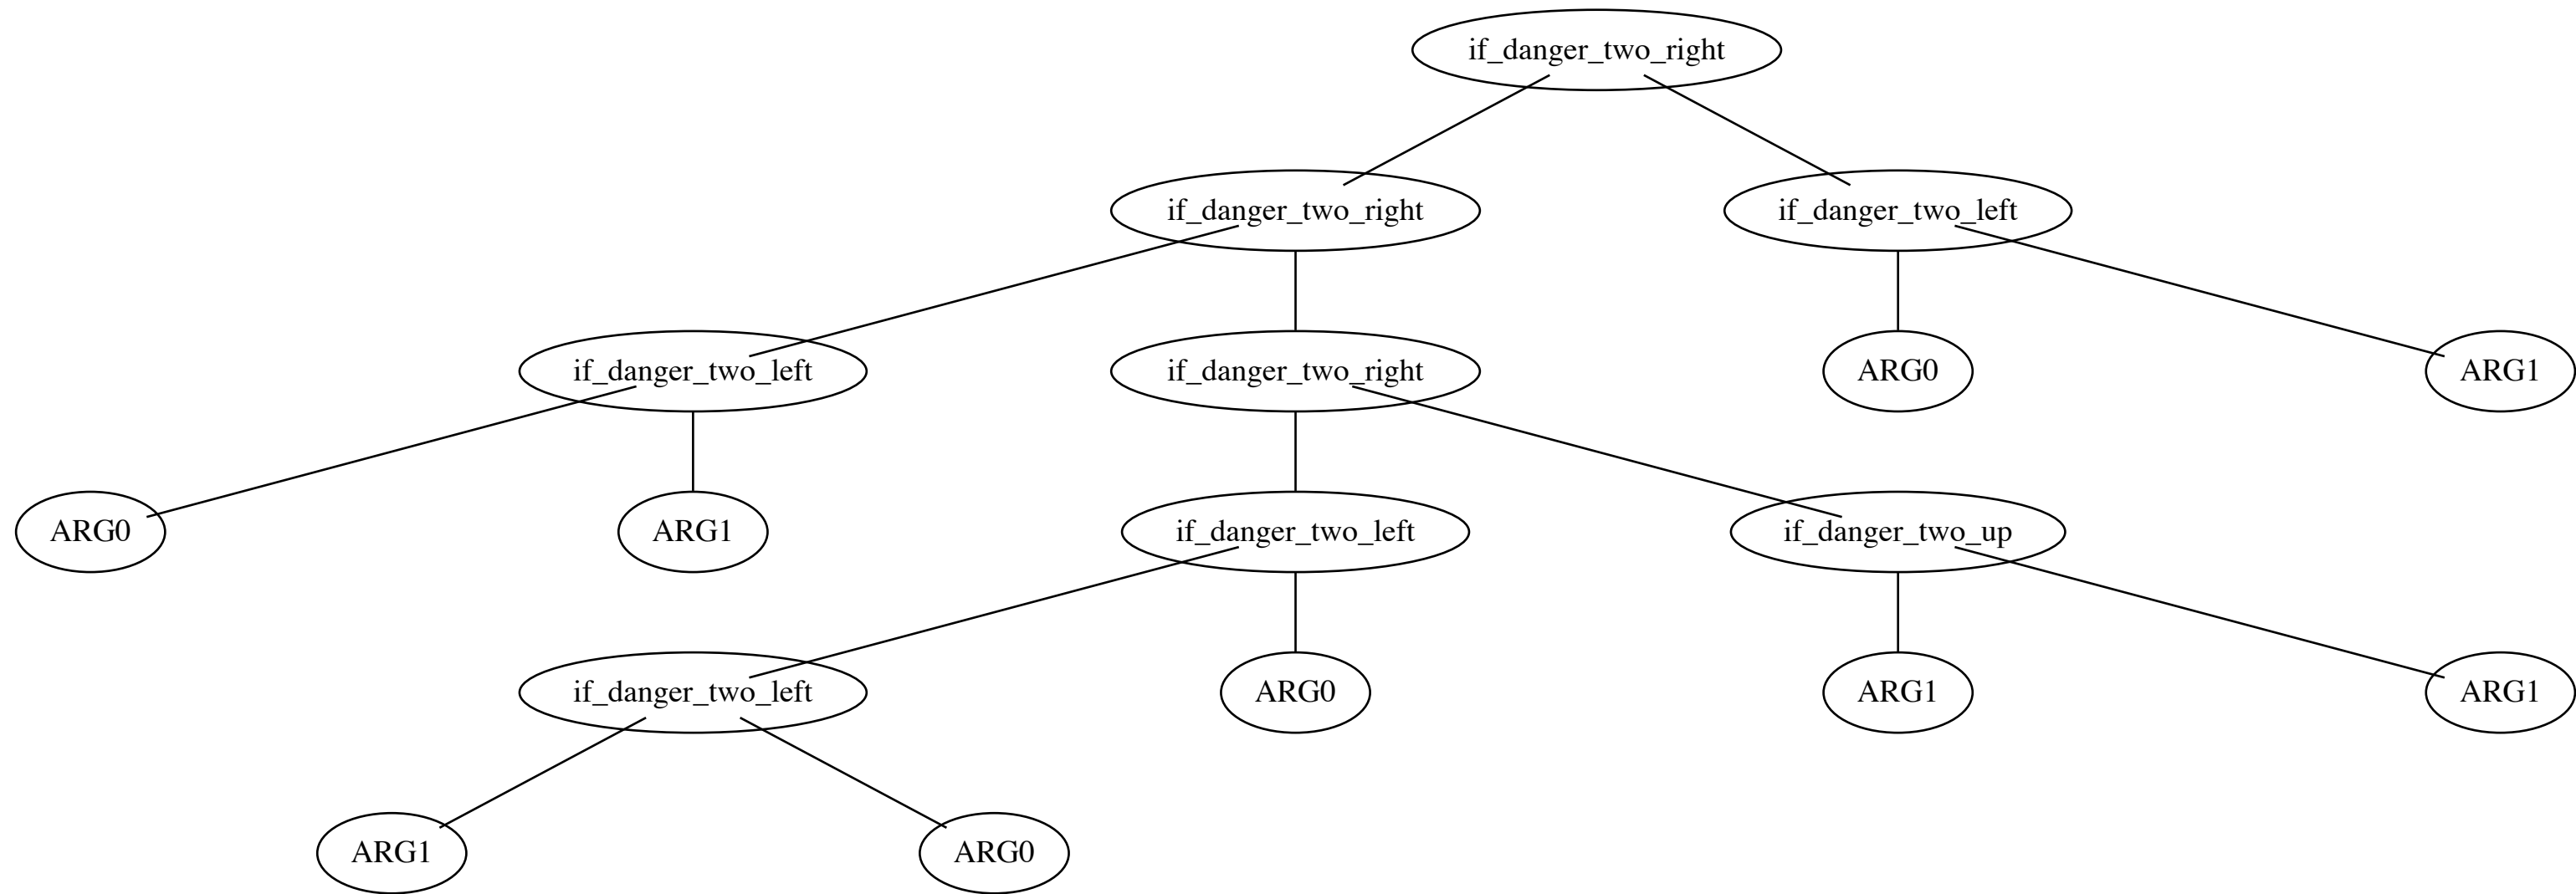 if_danger_two_right
if_danger_two_right
if_danger_two_left
if_danger_two_left
if_danger_two_right
ARG0
ARG1
ARG0
ARG1
if_danger_two_left
if_danger_two_up
if_danger_two_left
ARG0
ARG1
ARG1
ARG1
ARG0